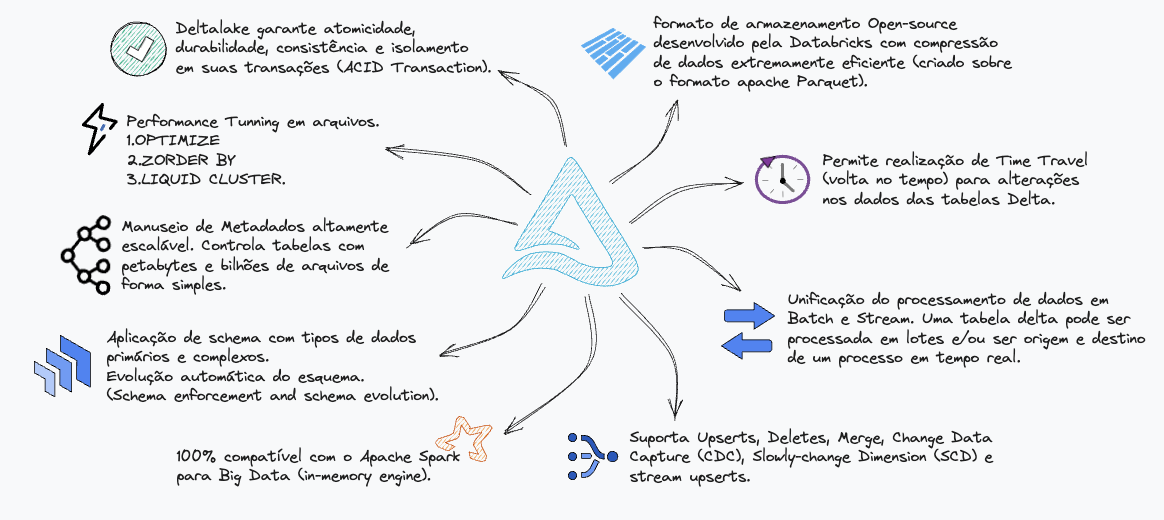 Deltalake garante atomicidade,
durabilidade, consistência e isolamento
em suas transações (ACID Transaction).
formato de armazenamento Open-source
desenvolvido pela Databricks com compressão
de dados extremamente eficiente (criado sobre
o formato apache Parquet).
Performance Tunning em arquivos.
1.OPTIMIZE
2.ZORDER BY
3.LIQUID CLUSTER.
Permite realização de Time Travel
(volta no tempo) para alterações
nos dados das tabelas Delta.
Manuseio de Metadados altamente
escalável. Controla tabelas com
petabytes e bilhões de arquivos de
forma simples.
Unificação do processamento de dados em
Batch e Stream. Uma tabela delta pode ser
processada em lotes e/ou ser origem e destino
de um processo em tempo real.
Aplicação de schema com tipos de dados
primários e complexos.
Evolução automática do esquema.
(Schema enforcement and schema evolution).
100% compatível com o Apache Spark
para Big Data (in-memory engine).
Suporta Upserts, Deletes, Merge, Change Data
Capture (CDC), Slowly-change Dimension (SCD) e
stream upserts.